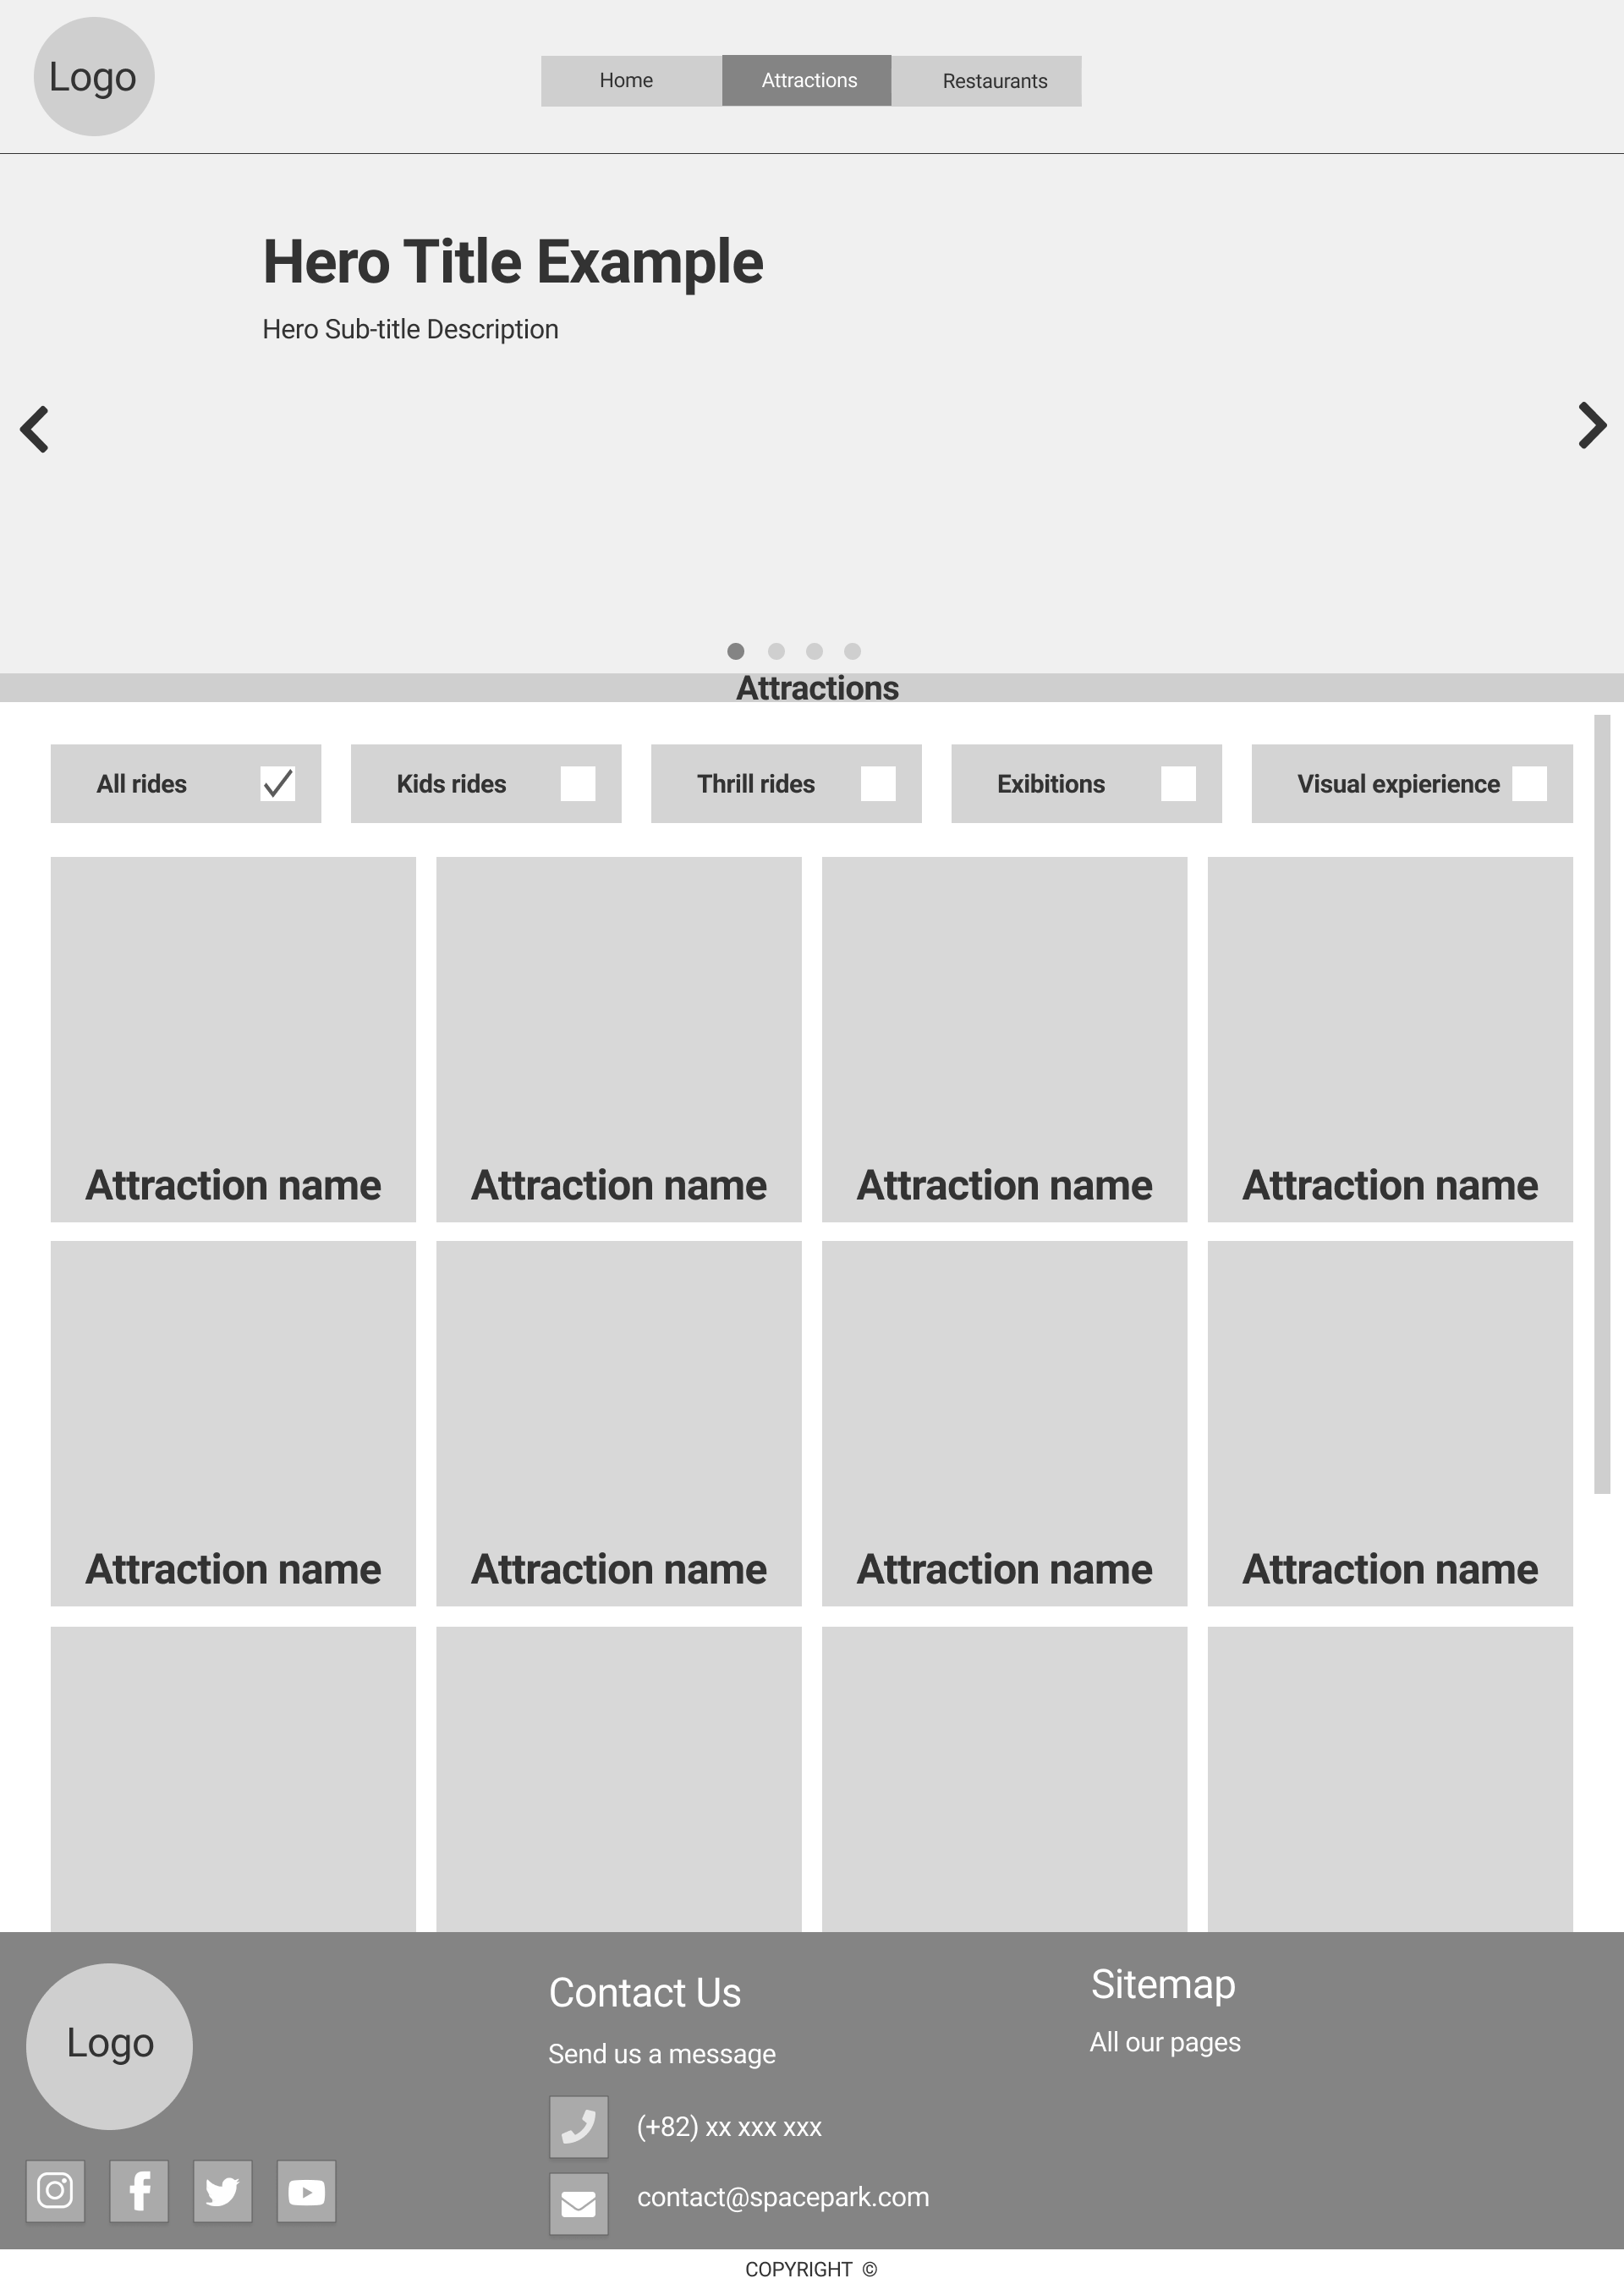 Logo
Home
Attractions
Restaurants
Hero Title Example
Hero Sub-title Description
Attractions
All rides
Kids rides
Thrill rides
Exibitions
Visual expierience
Attraction name
Attraction name
Attraction name
Attraction name
Attraction name
Attraction name
Attraction name
Attraction name
Logo
Contact Us
Send us a message
(+82) xx xxx xxx
contact@spacepark.com
Sitemap
All our pages
COPYRIGHT ©